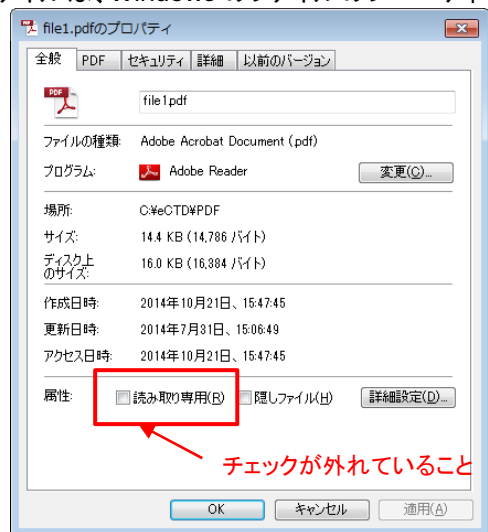 file1.pdfのプロパティ
全般 PDF セキュリティ 詳細 以前のバージョン
PDF
file1.pdf
ファイルの種類: Adobe Acrobat Document (.pdf)
プログラム: Adobe Reader 変更(C)...
場所: C:¥eCTD¥PDF
サイズ: 14.4 KB (14,786 バイト)
ディスク上
のサイズ: 16.0 KB (16,384 バイト)
作成日時: 2014年10月21日、15:47:45
更新日時: 2014年7月31日、15:06:49
アクセス日時: 2014年10月21日、15:47:45
属性: 読み取り専用(R) 隠しファイル(H) 詳細設定(D)...
チェックが外れていること
OK キャンセル 適用(A)